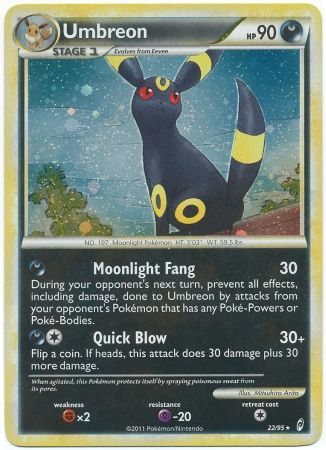 Umbreon
HP 90
STAGE 1
Evolves from Eevee
NO. 197 Moonlight Pokémon HT: 3'03" WT: 59.5 lbs.
Moonlight Fang 30
During your opponent's next turn, prevent all effects,
including damage, done to Umbreon by attacks
from your opponent's Pokémon that has any Poké-Powers or
Poké-Bodies.
Quick Blow 30+
Flip a coin. If heads, this attack does 30 damage plus 30
more damage.
When agitated, this Pokémon protects itself by spraying poisonous sweat from
its pores.
Illus. Mitsuhiro Arita
weakness resistance retreat cost
×2 -20
©2011 Pokémon/Nintendo 22/95 ★